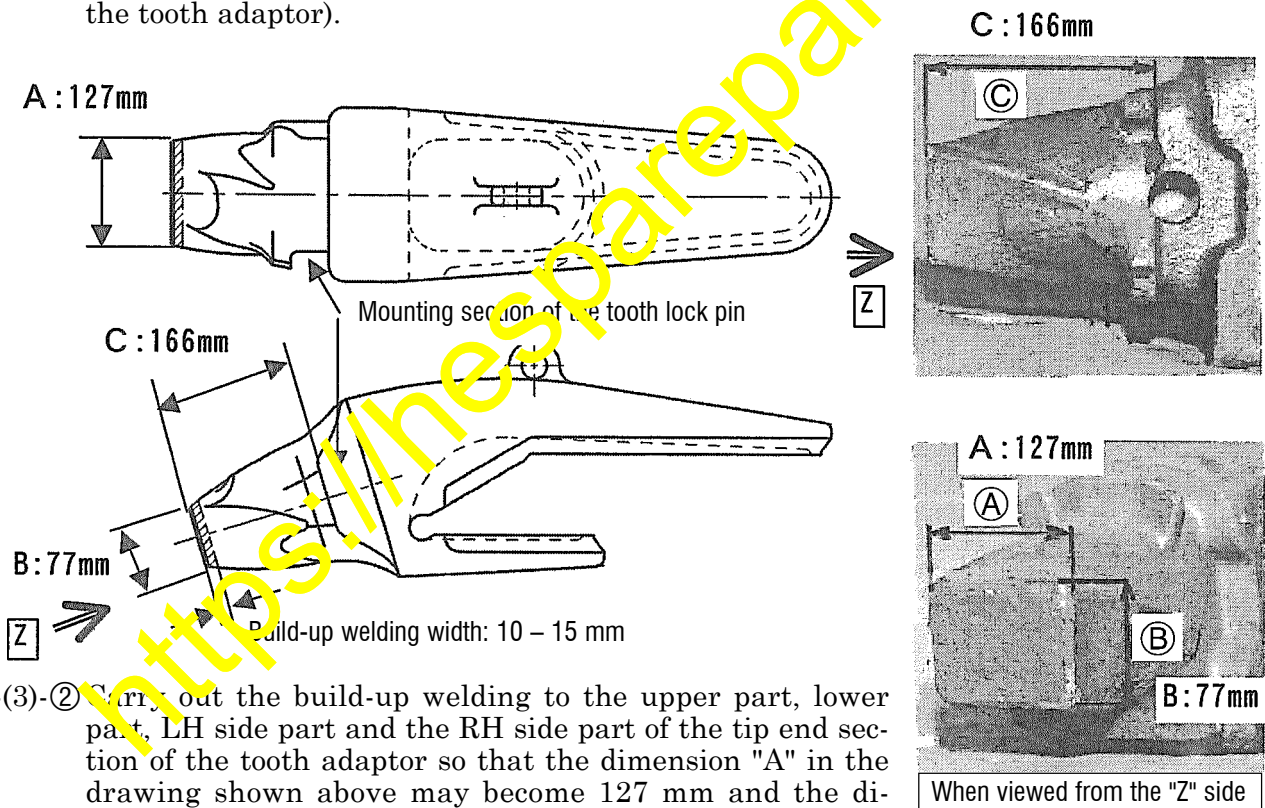 the tooth adaptor).
C:166mm
Ⓒ
A:127mm
Z
Mounting section of the tooth lock pin
C:166mm
A:127mm
Ⓐ
Ⓑ
B:77mm
B:77mm
Z
Build-up welding width: 10 – 15 mm
(3)-② Carry out the build-up welding to the upper part, lower
part, LH side part and the RH side part of the tip end sec-
tion of the tooth adaptor so that the dimension "A" in the
drawing shown above may become 127 mm and the di-
When viewed from the "Z" side
https://hesparepar